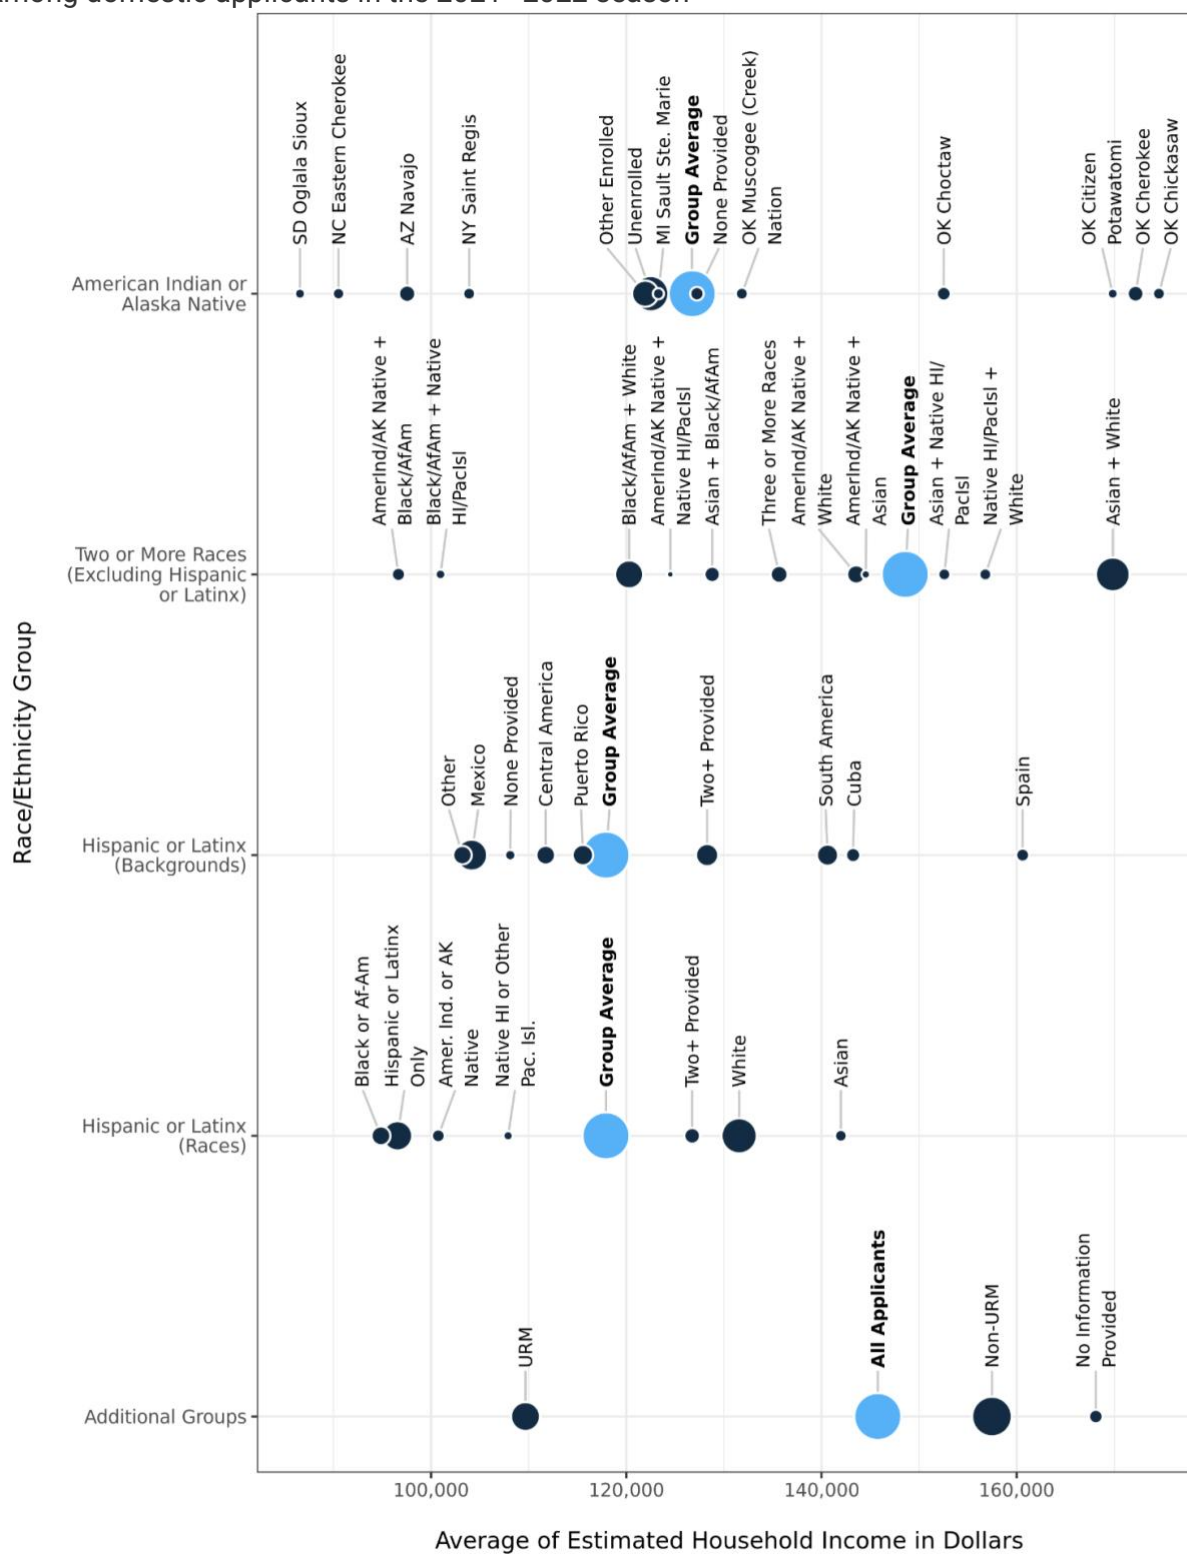 among domestic applicants in the 2021–2022 season
SD Oglala Sioux
NC Eastern Cherokee
AZ Navajo
NY Saint Regis
Other Enrolled
Unenrolled
MI Sault Ste. Marie
Group Average
None Provided
OK Muscogee (Creek)
Nation
OK Choctaw
OK Citizen
Potawatomi
OK Cherokee
OK Chickasaw
American Indian or
Alaska Native
AmerInd/AK Native +
Black/AfAm
Black/AfAm + Native
HI/PacIsl
Black/AfAm + White
AmerInd/AK Native +
Native HI/PacIsl
Asian + Black/AfAm
Three or More Races
AmerInd/AK Native +
White
AmerInd/AK Native +
Asian
Group Average
Asian + Native HI/
PacIsl
Native HI/PacIsl +
White
Asian + White
Two or More Races
(Excluding Hispanic
or Latinx)
Race/Ethnicity Group
Other
Mexico
None Provided
Central America
Puerto Rico
Group Average
Two+ Provided
South America
Cuba
Spain
Hispanic or Latinx
(Backgrounds)
Black or Af-Am
Hispanic or Latinx
Only
Amer. Ind. or AK
Native
Native HI or Other
Pac. Isl.
Group Average
Two+ Provided
White
Asian
Hispanic or Latinx
(Races)
URM
All Applicants
Non-URM
No Information
Provided
Additional Groups
100,000
120,000
140,000
160,000
Average of Estimated Household Income in Dollars